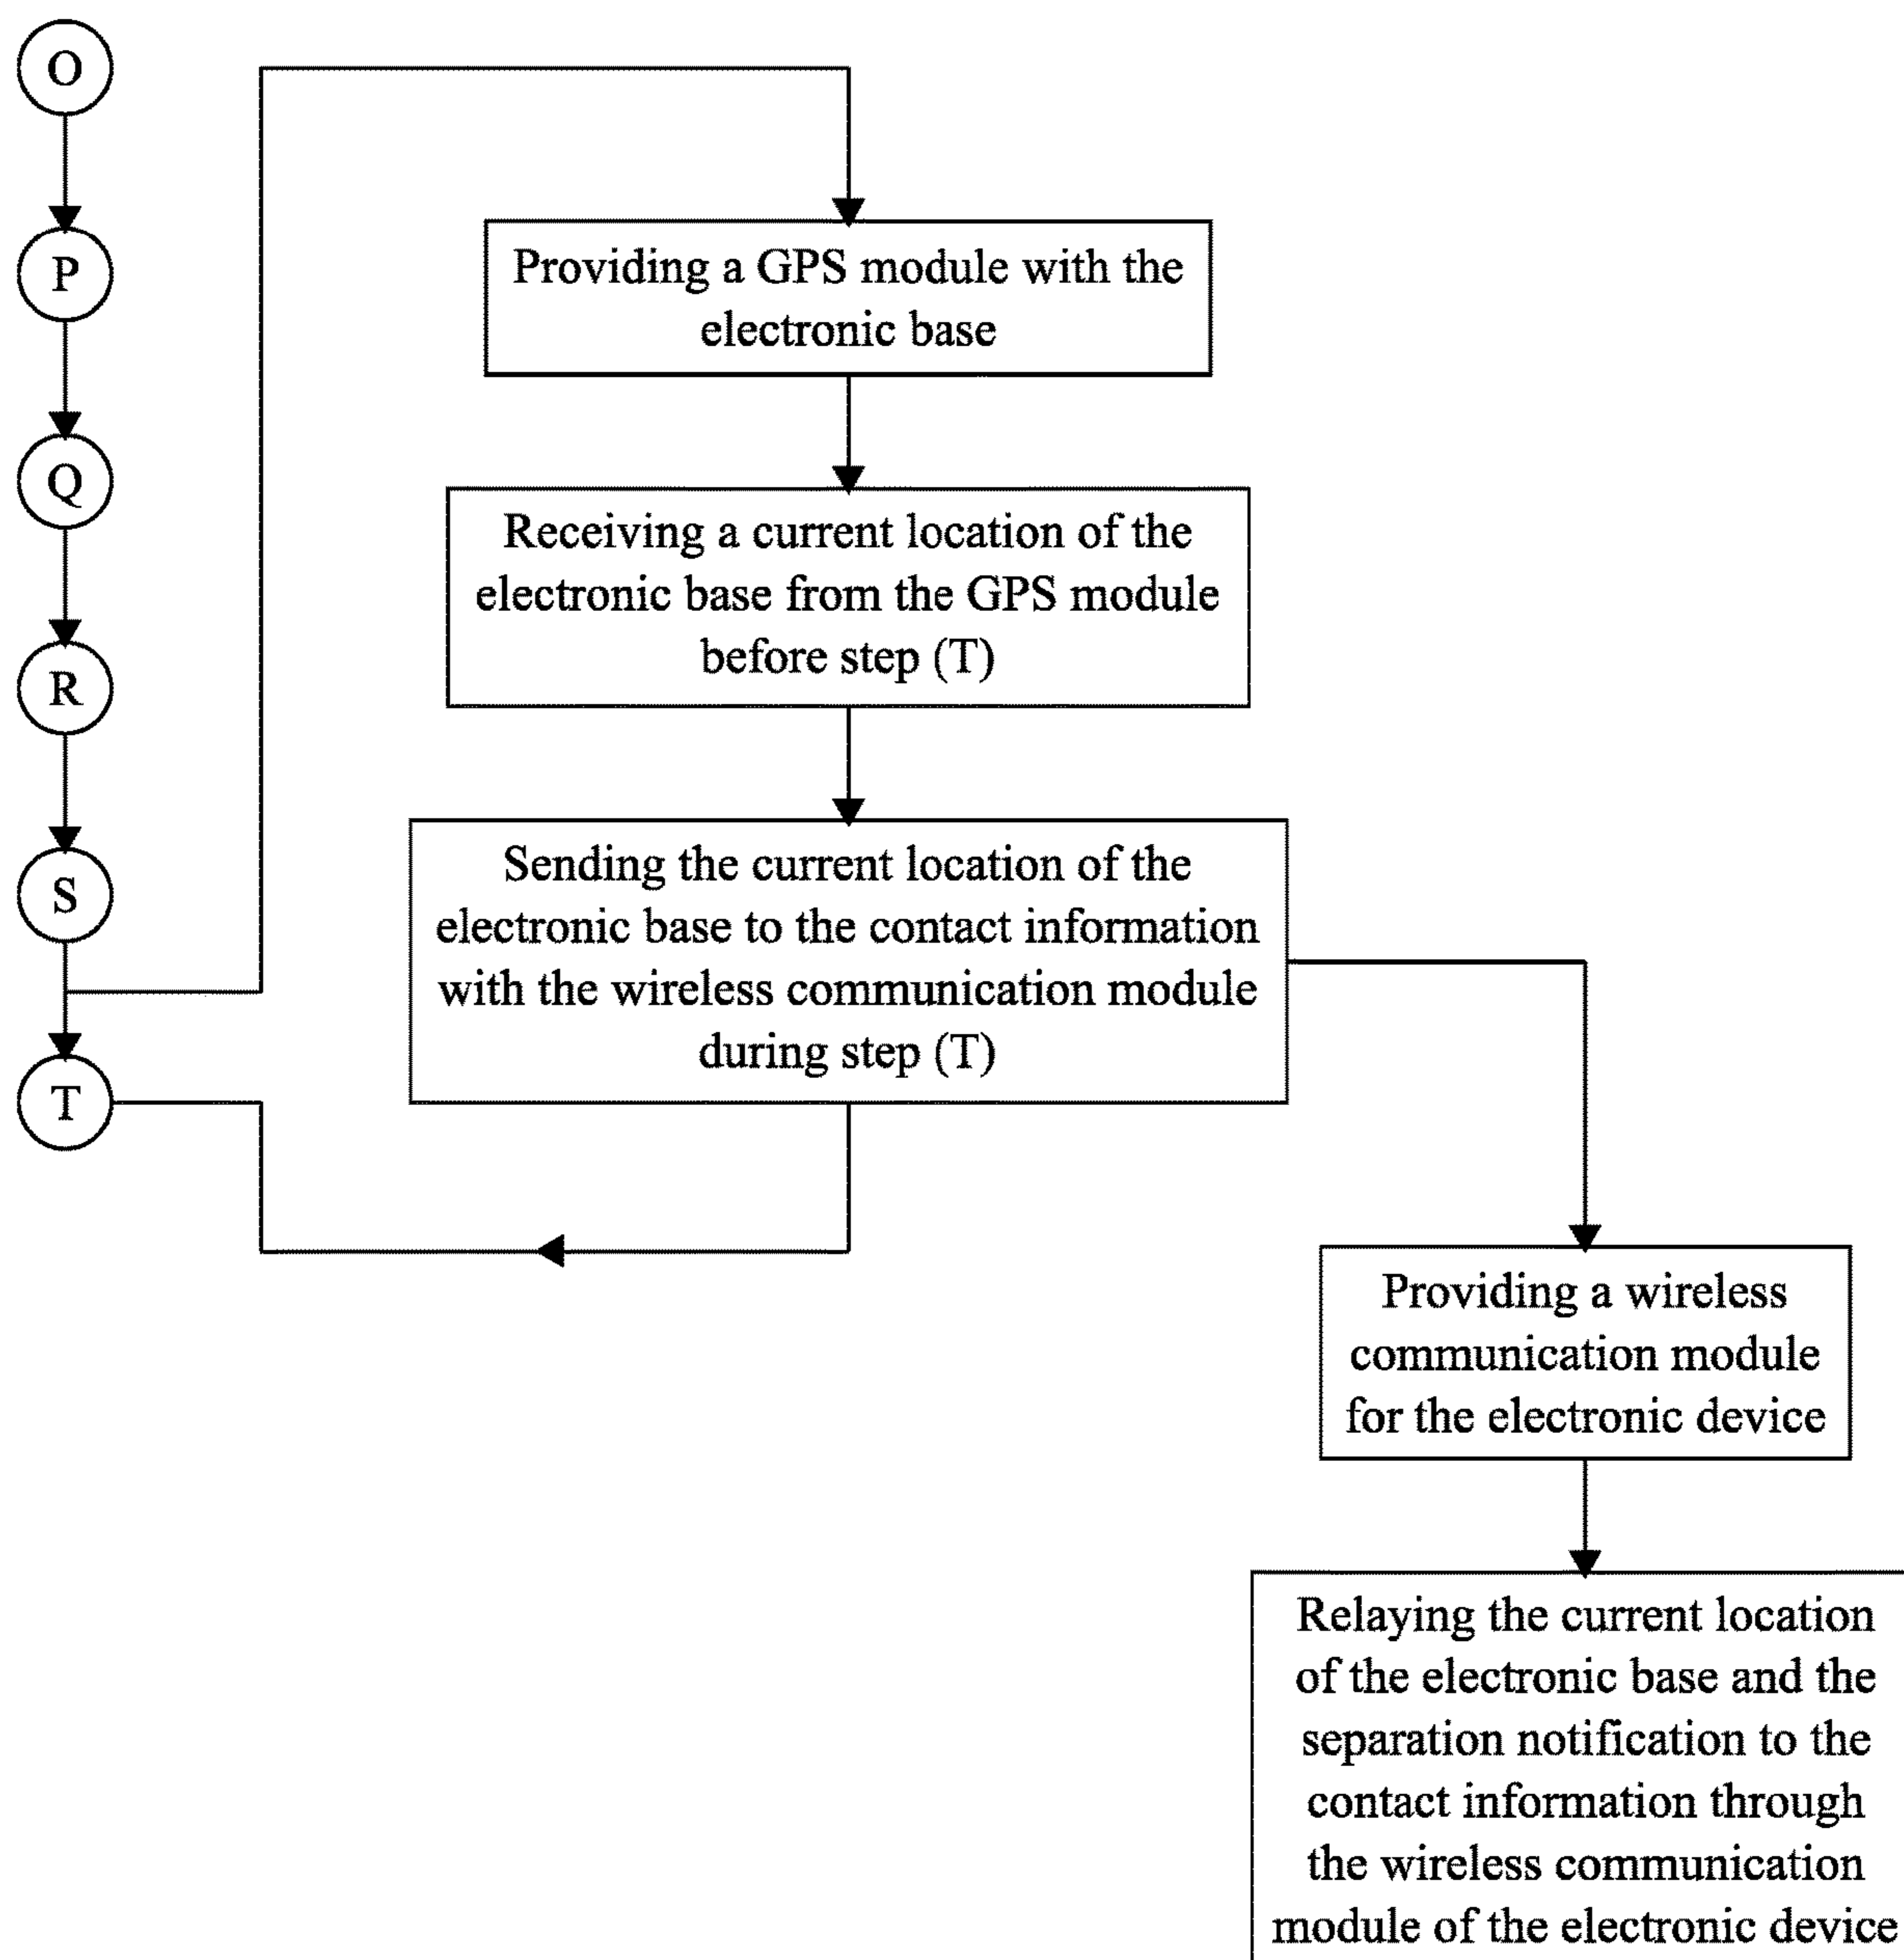 O
P
Q
R
S
T
Providing a GPS module with the
electronic base
Receiving a current location of the
electronic base from the GPS module
before step (T)
Sending the current location of the
electronic base to the contact information
with the wireless communication module
during step (T)
Providing a wireless
communication module
for the electronic device
Relaying the current location
of the electronic base and the
separation notification to the
contact information through
the wireless communication
module of the electronic device